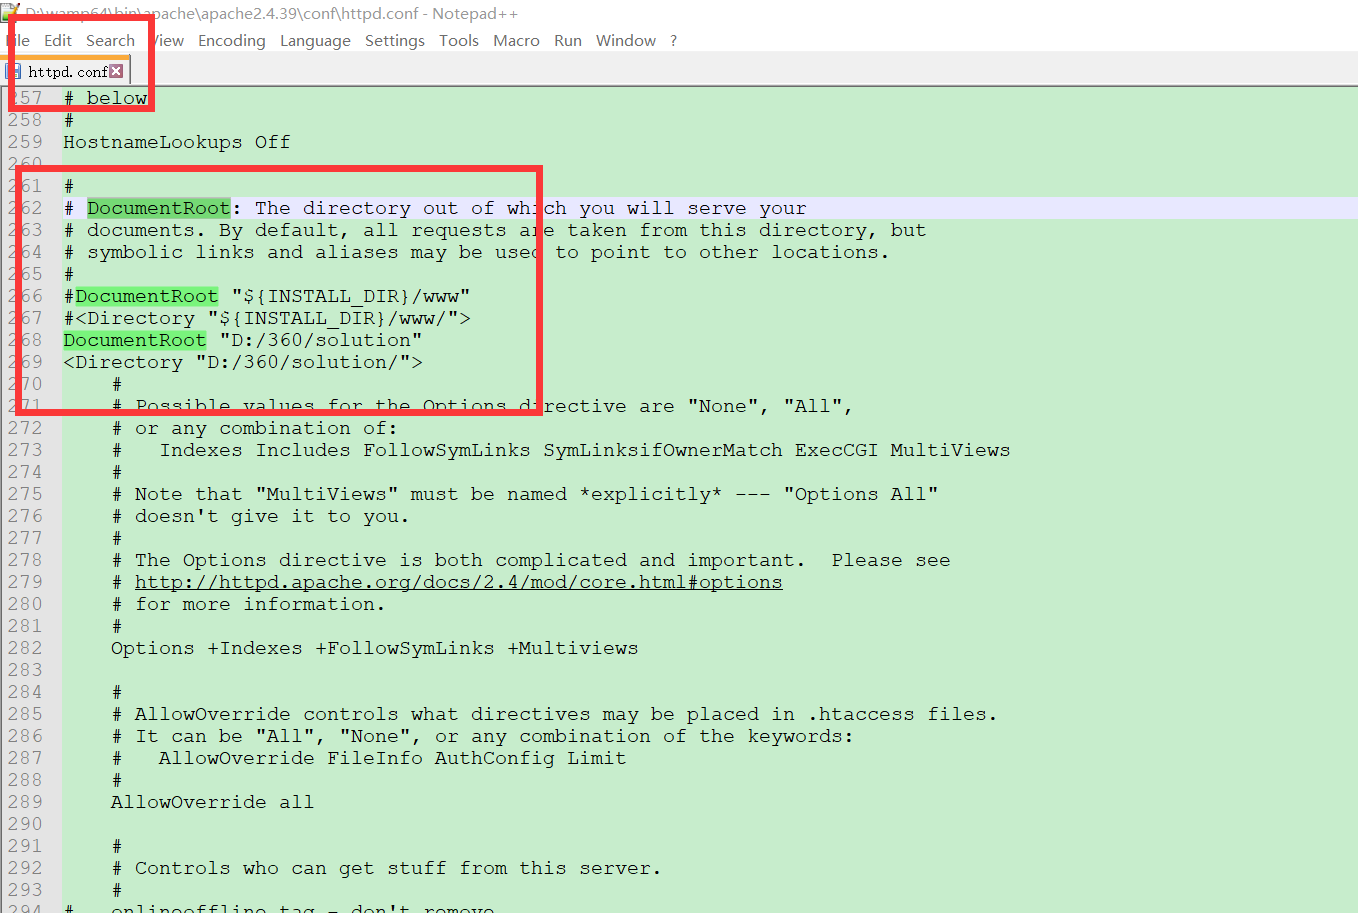 D:\wamp64\bin\apache\apache2.4.39\conf\httpd.conf - Notepad++
File Edit Search View Encoding Language Settings Tools Macro Run Window ?
httpd.conf
257 # below
258 #
259 HostnameLookups Off
260
261 #
262 # DocumentRoot: The directory out of which you will serve your
263 # documents. By default, all requests are taken from this directory, but
264 # symbolic links and aliases may be used to point to other locations.
265 #
266 #DocumentRoot "${INSTALL_DIR}/www"
267 #<Directory "${INSTALL_DIR}/www/">
268 DocumentRoot "D:/360/solution"
269 <Directory "D:/360/solution/">
270 #
271 # Possible values for the Options directive are "None", "All",
272 # or any combination of:
273 #   Indexes Includes FollowSymLinks SymLinksifOwnerMatch ExecCGI MultiViews
274 #
275 # Note that "MultiViews" must be named *explicitly* --- "Options All"
276 # doesn't give it to you.
277 #
278 # The Options directive is both complicated and important.  Please see
279 # http://httpd.apache.org/docs/2.4/mod/core.html#options
280 # for more information.
281 #
282 Options +Indexes +FollowSymLinks +Multiviews
283
284 #
285 # AllowOverride controls what directives may be placed in .htaccess files.
286 # It can be "All", "None", or any combination of the keywords:
287 #   AllowOverride FileInfo AuthConfig Limit
288 #
289 AllowOverride all
290
291 #
292 # Controls who can get stuff from this server.
293 #
294 #   onlineoffline tag - don't remove